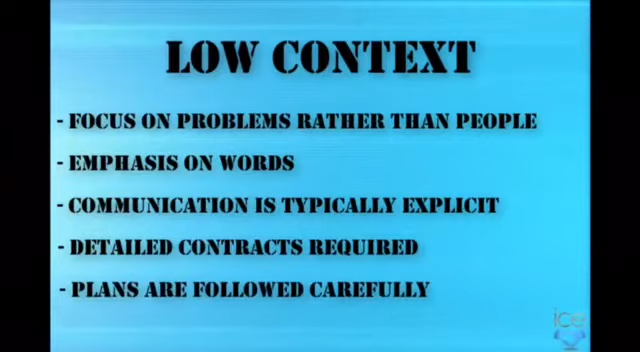 LOW CONTEXT
- FOCUS ON PROBLEMS RATHER THAN PEOPLE
- EMPHASIS ON WORDS
- COMMUNICATION IS TYPICALLY EXPLICIT
- DETAILED CONTRACTS REQUIRED
- PLANS ARE FOLLOWED CAREFULLY
ice